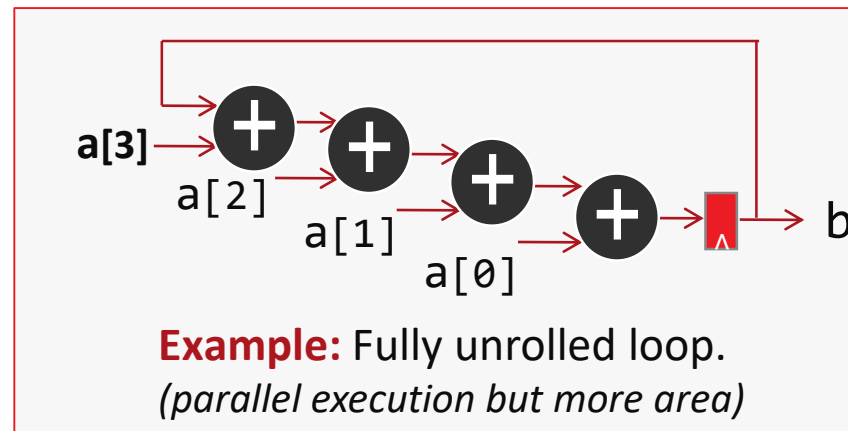 a[3]
a[2]
a[1]
a[0]
b
Example: Fully unrolled loop.
(parallel execution but more area)